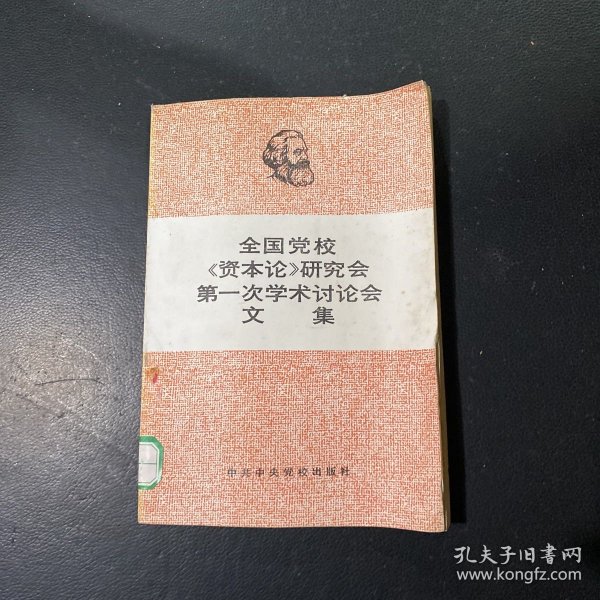 全国党校
《资本论》研究会
第一次学术讨论会
文 集
中共中央党校出版社
孔夫子旧书网
www.kongfz.com